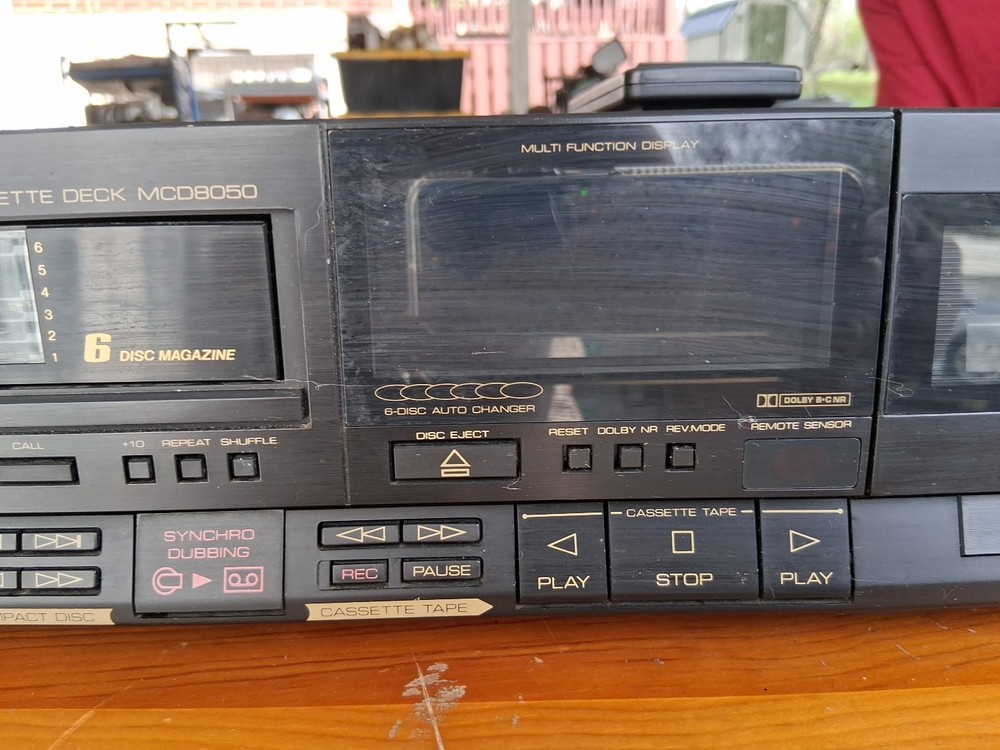 MULTI FUNCTION DISPLAY
ETTE DECK MCD8050
6
5
4
3
2
1
6 DISC MAGAZINE
6-DISC AUTO CHANGER
DOLBY B•C NR
CALL
+10 REPEAT SHUFFLE
DISC EJECT
RESET DOLBY NR REV.MODE
REMOTE SENSOR
SYNCHRO
DUBBING
REC
PAUSE
CASSETTE TAPE
PLAY
STOP
PLAY
MPACT DISC
CASSETTE TAPE